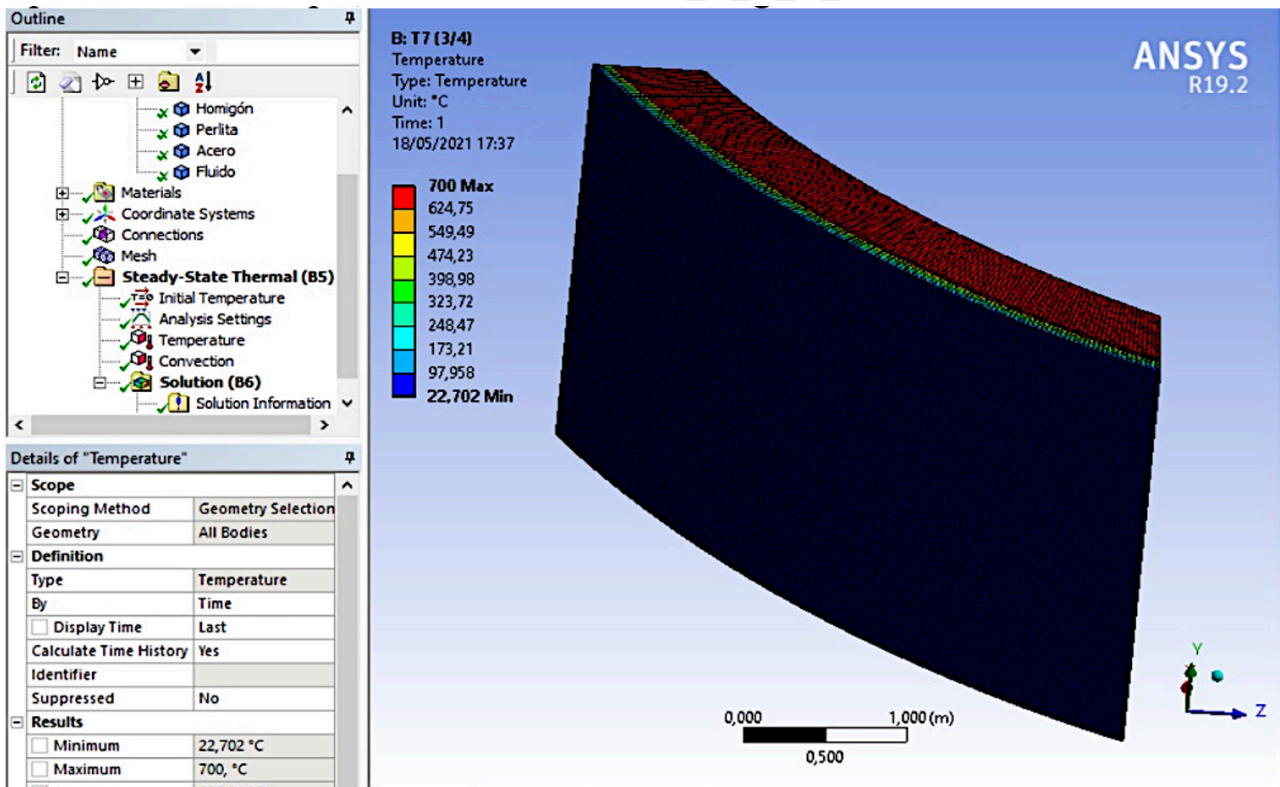 Outline
Filter: Name
Homigón
Perlita
Acero
Fluido
Materials
Coordinate Systems
Connections
Mesh
Steady-State Thermal (B5)
Initial Temperature
Analysis Settings
Temperature
Convection
Solution (B6)
Solution Information
Details of "Temperature"
Scope
Scoping Method Geometry Selection
Geometry All Bodies
Definition
Type Temperature
By Time
Display Time Last
Calculate Time History Yes
Identifier
Suppressed No
Results
Minimum 22,702 °C
Maximum 700, °C
B: T7 (3/4)
Temperature
Type: Temperature
Unit: °C
Time: 1
18/05/2021 17:37
700 Max
624,75
549,49
474,23
398,98
323,72
248,47
173,21
97,958
22,702 Min
ANSYS
R19.2
0,000 1,000 (m)
0,500
Y
Z